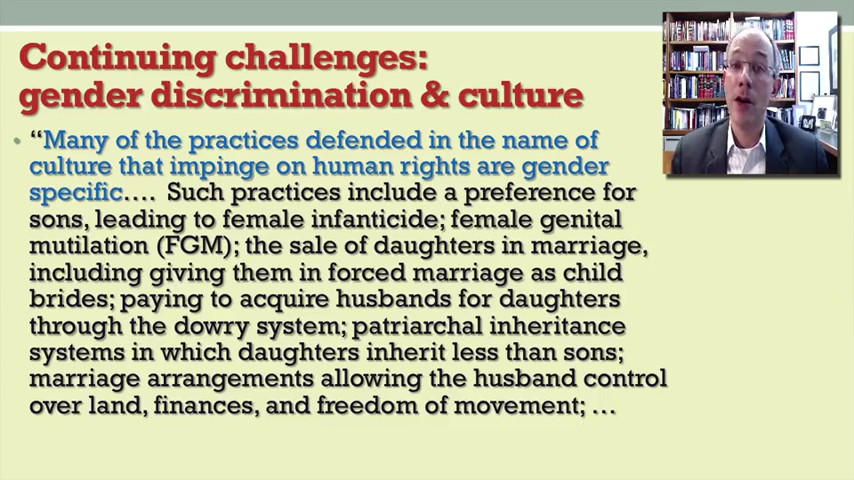 Continuing challenges:
gender discrimination & culture
• “Many of the practices defended in the name of
culture that impinge on human rights are gender
specific…. Such practices include a preference for
sons, leading to female infanticide; female genital
mutilation (FGM); the sale of daughters in marriage,
including giving them in forced marriage as child
brides; paying to acquire husbands for daughters
through the dowry system; patriarchal inheritance
systems in which daughters inherit less than sons;
marriage arrangements allowing the husband control
over land, finances, and freedom of movement; …